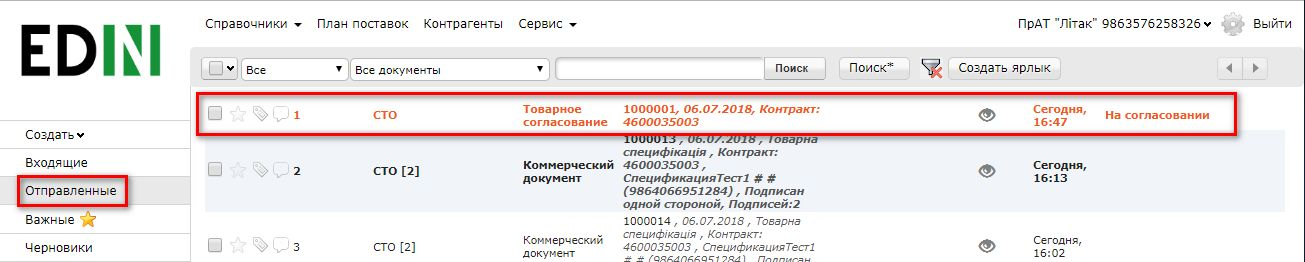 EDIN
Справочники План поставок Контрагенты Сервис
ПрАТ "Літак" 9863576258326 Выйти
Все Все документы Поиск Поиск* Создать ярлык
Создать
Входящие
Отправленные
Важные
Черновики
1 СТО Товарное согласование 1000001, 06.07.2018, Контракт: Сегодня, На согласовании
4600035003 16:47
2 СТО [2] Коммерческий документ 1000013 , 06.07.2018 , Товарна Сегодня,
специфікація , Контракт: 16:13
4600035003 ,
СпецификацияТест1 # #
(9864066951284) , Подписан
одной стороной, Подписей:2
3 СТО [2] Коммерческий документ 1000014 , 06.07.2018 , Товарна Сегодня,
специфікація , Контракт: 16:02
4600035003 , СпецификацияТест1
# # (9864066951284) , Подписан